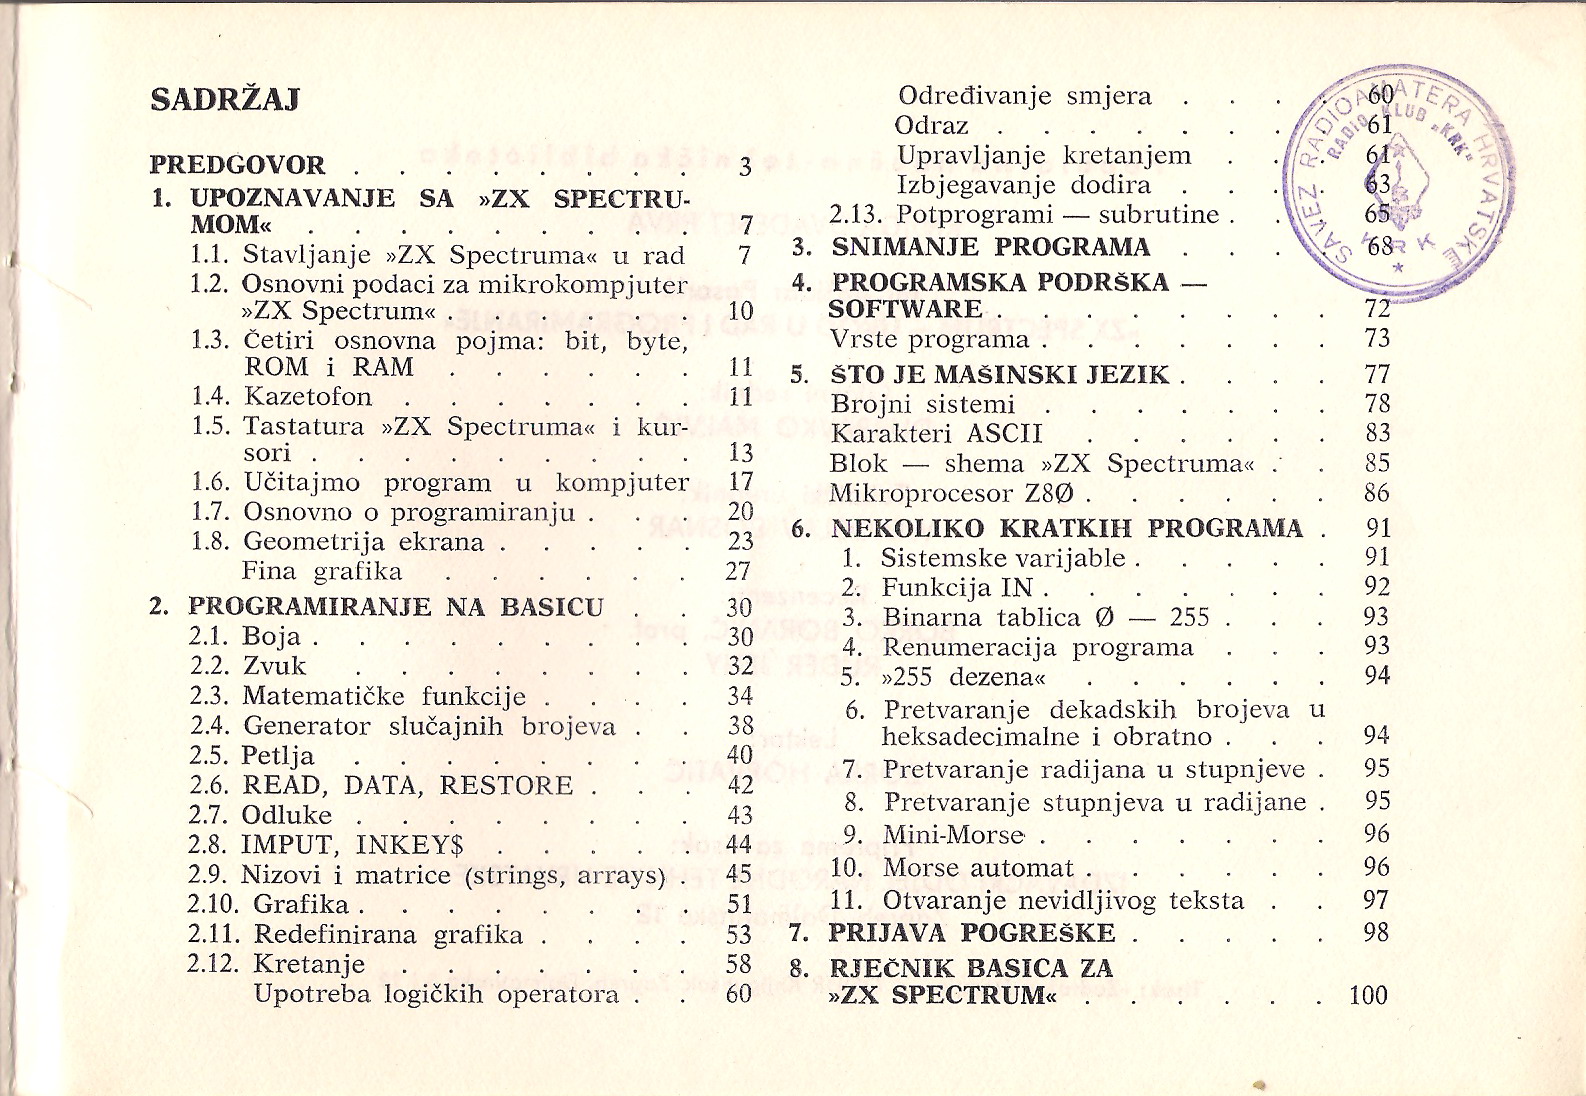 SADRŽAJ
PREDGOVOR . . . . . . . . 3
1. UPOZNAVANJE SA »ZX SPECTRU-
MOM« . . . . . . . . . 7
1.1. Stavljanje »ZX Spectruma« u rad 7
1.2. Osnovni podaci za mikrokompjuter
»ZX Spectrum« . . . . . . 10
1.3. Četiri osnovna pojma: bit, byte,
ROM i RAM . . . . . . 11
1.4. Kazetofon . . . . . . . 11
1.5. Tastatura »ZX Spectruma« i kur-
sori . . . . . . . . . 13
1.6. Učitajmo program u kompjuter 17
1.7. Osnovno o programiranju . . . 20
1.8. Geometrija ekrana . . . . . 23
Fina grafika . . . . . . 27
2. PROGRAMIRANJE NA BASICU . . 30
2.1. Boja . . . . . . . . . 30
2.2. Zvuk . . . . . . . . 32
2.3. Matematičke funkcije . . . . 34
2.4. Generator slučajnih brojeva . . 38
2.5. Petlja . . . . . . . . 40
2.6. READ, DATA, RESTORE . . . 42
2.7. Odluke . . . . . . . . 43
2.8. IMPUT, INKEY$ . . . . . 44
2.9. Nizovi i matrice (strings, arrays) . 45
2.10. Grafika . . . . . . . . 51
2.11. Redefinirana grafika . . . . 53
2.12. Kretanje . . . . . . . 58
Upotreba logičkih operatora . . 60
Određivanje smjera . . . . 60
Odraz . . . . . . . 61
Upravljanje kretanjem . . . 61
Izbjegavanje dodira . . . . 63
2.13. Potprogrami — subrutine . . . 65
3. SNIMANJE PROGRAMA . . . . 68
4. PROGRAMSKA PODRŠKA —
SOFTWARE . . . . . . . . 72
Vrste programa . . . . . . . 73
5. ŠTO JE MAŠINSKI JEZIK . . . . 77
Brojni sistemi . . . . . . . 78
Karakteri ASCII . . . . . . 83
Blok — shema »ZX Spectruma« . . 85
Mikroprocesor Z8Ø . . . . . . 86
6. NEKOLIKO KRATKIH PROGRAMA . 91
1. Sistemske varijable . . . . . 91
2. Funkcija IN . . . . . . . 92
3. Binarna tablica Ø — 255 . . . 93
4. Renumeracija programa . . . 93
5. »255 dezena« . . . . . . 94
6. Pretvaranje dekadskih brojeva u
heksadecimalne i obratno . . . 94
7. Pretvaranje radijana u stupnjeve . 95
8. Pretvaranje stupnjeva u radijane . 95
9. Mini-Morse . . . . . . . 96
10. Morse automat . . . . . . 96
11. Otvaranje nevidljivog teksta . . 97
7. PRIJAVA POGREŠKE . . . . . 98
8. RJEČNIK BASICA ZA
»ZX SPECTRUM« . . . . . . 100
SAVEZ RADIOAMATERA HRVATSKE
RADIO KLUB „KRK"
KRK
*